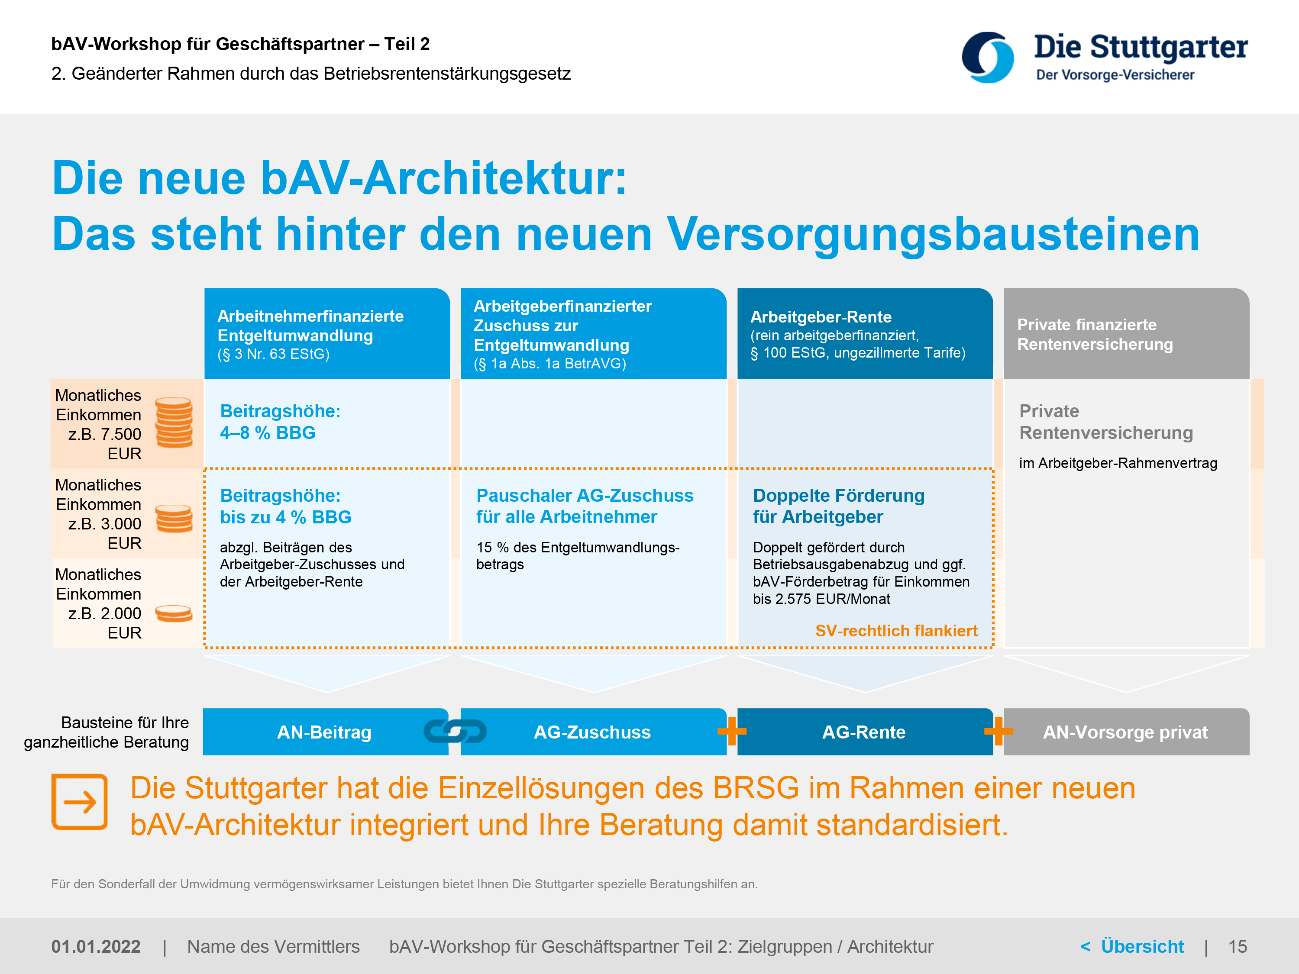 bAV-Workshop für Geschäftspartner – Teil 2
2. Geänderter Rahmen durch das Betriebsrentenstärkungsgesetz
Die Stuttgarter
Der Vorsorge-Versicherer
Die neue bAV-Architektur:
Das steht hinter den neuen Versorgungsbausteinen
Arbeitnehmerfinanzierte
Entgeltumwandlung
(§ 3 Nr. 63 EStG)
Arbeitgeberfinanzierter
Zuschuss zur
Entgeltumwandlung
(§ 1a Abs. 1a BetrAVG)
Arbeitgeber-Rente
(rein arbeitgeberfinanziert,
§ 100 EStG, ungezillmerte Tarife)
Private finanzierte
Rentenversicherung
Monatliches
Einkommen
z.B. 7.500
EUR
Beitragshöhe:
4–8 % BBG
Private
Rentenversicherung
im Arbeitgeber-Rahmenvertrag
Monatliches
Einkommen
z.B. 3.000
EUR
Beitragshöhe:
bis zu 4 % BBG
abzgl. Beiträgen des
Arbeitgeber-Zuschusses und
der Arbeitgeber-Rente
Pauschaler AG-Zuschuss
für alle Arbeitnehmer
15 % des Entgeltumwandlungs-
betrags
Doppelte Förderung
für Arbeitgeber
Doppelt gefördert durch
Betriebsausgabenabzug und ggf.
bAV-Förderbetrag für Einkommen
bis 2.575 EUR/Monat
SV-rechtlich flankiert
Monatliches
Einkommen
z.B. 2.000
EUR
Bausteine für Ihre
ganzheitliche Beratung
AN-Beitrag
AG-Zuschuss
AG-Rente
AN-Vorsorge privat
Die Stuttgarter hat die Einzellösungen des BRSG im Rahmen einer neuen
bAV-Architektur integriert und Ihre Beratung damit standardisiert.
Für den Sonderfall der Umwidmung vermögenswirksamer Leistungen bietet Ihnen Die Stuttgarter spezielle Beratungshilfen an.
01.01.2022 | Name des Vermittlers bAV-Workshop für Geschäftspartner Teil 2: Zielgruppen / Architektur < Übersicht | 15